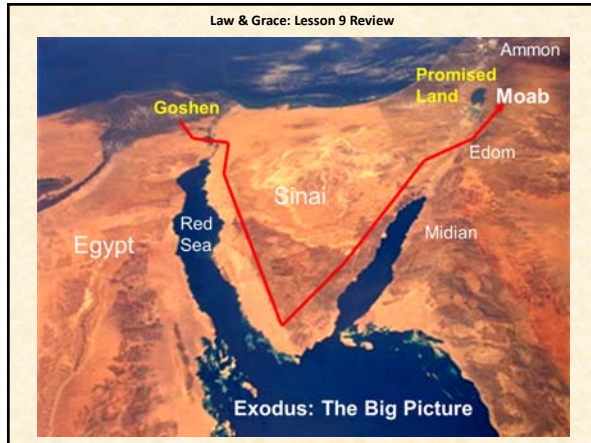 Law & Grace: Lesson 9 Review
Ammon
Promised
Land
Moab
Goshen
Edom
Sinai
Red
Sea
Midian
Egypt
Exodus: The Big Picture